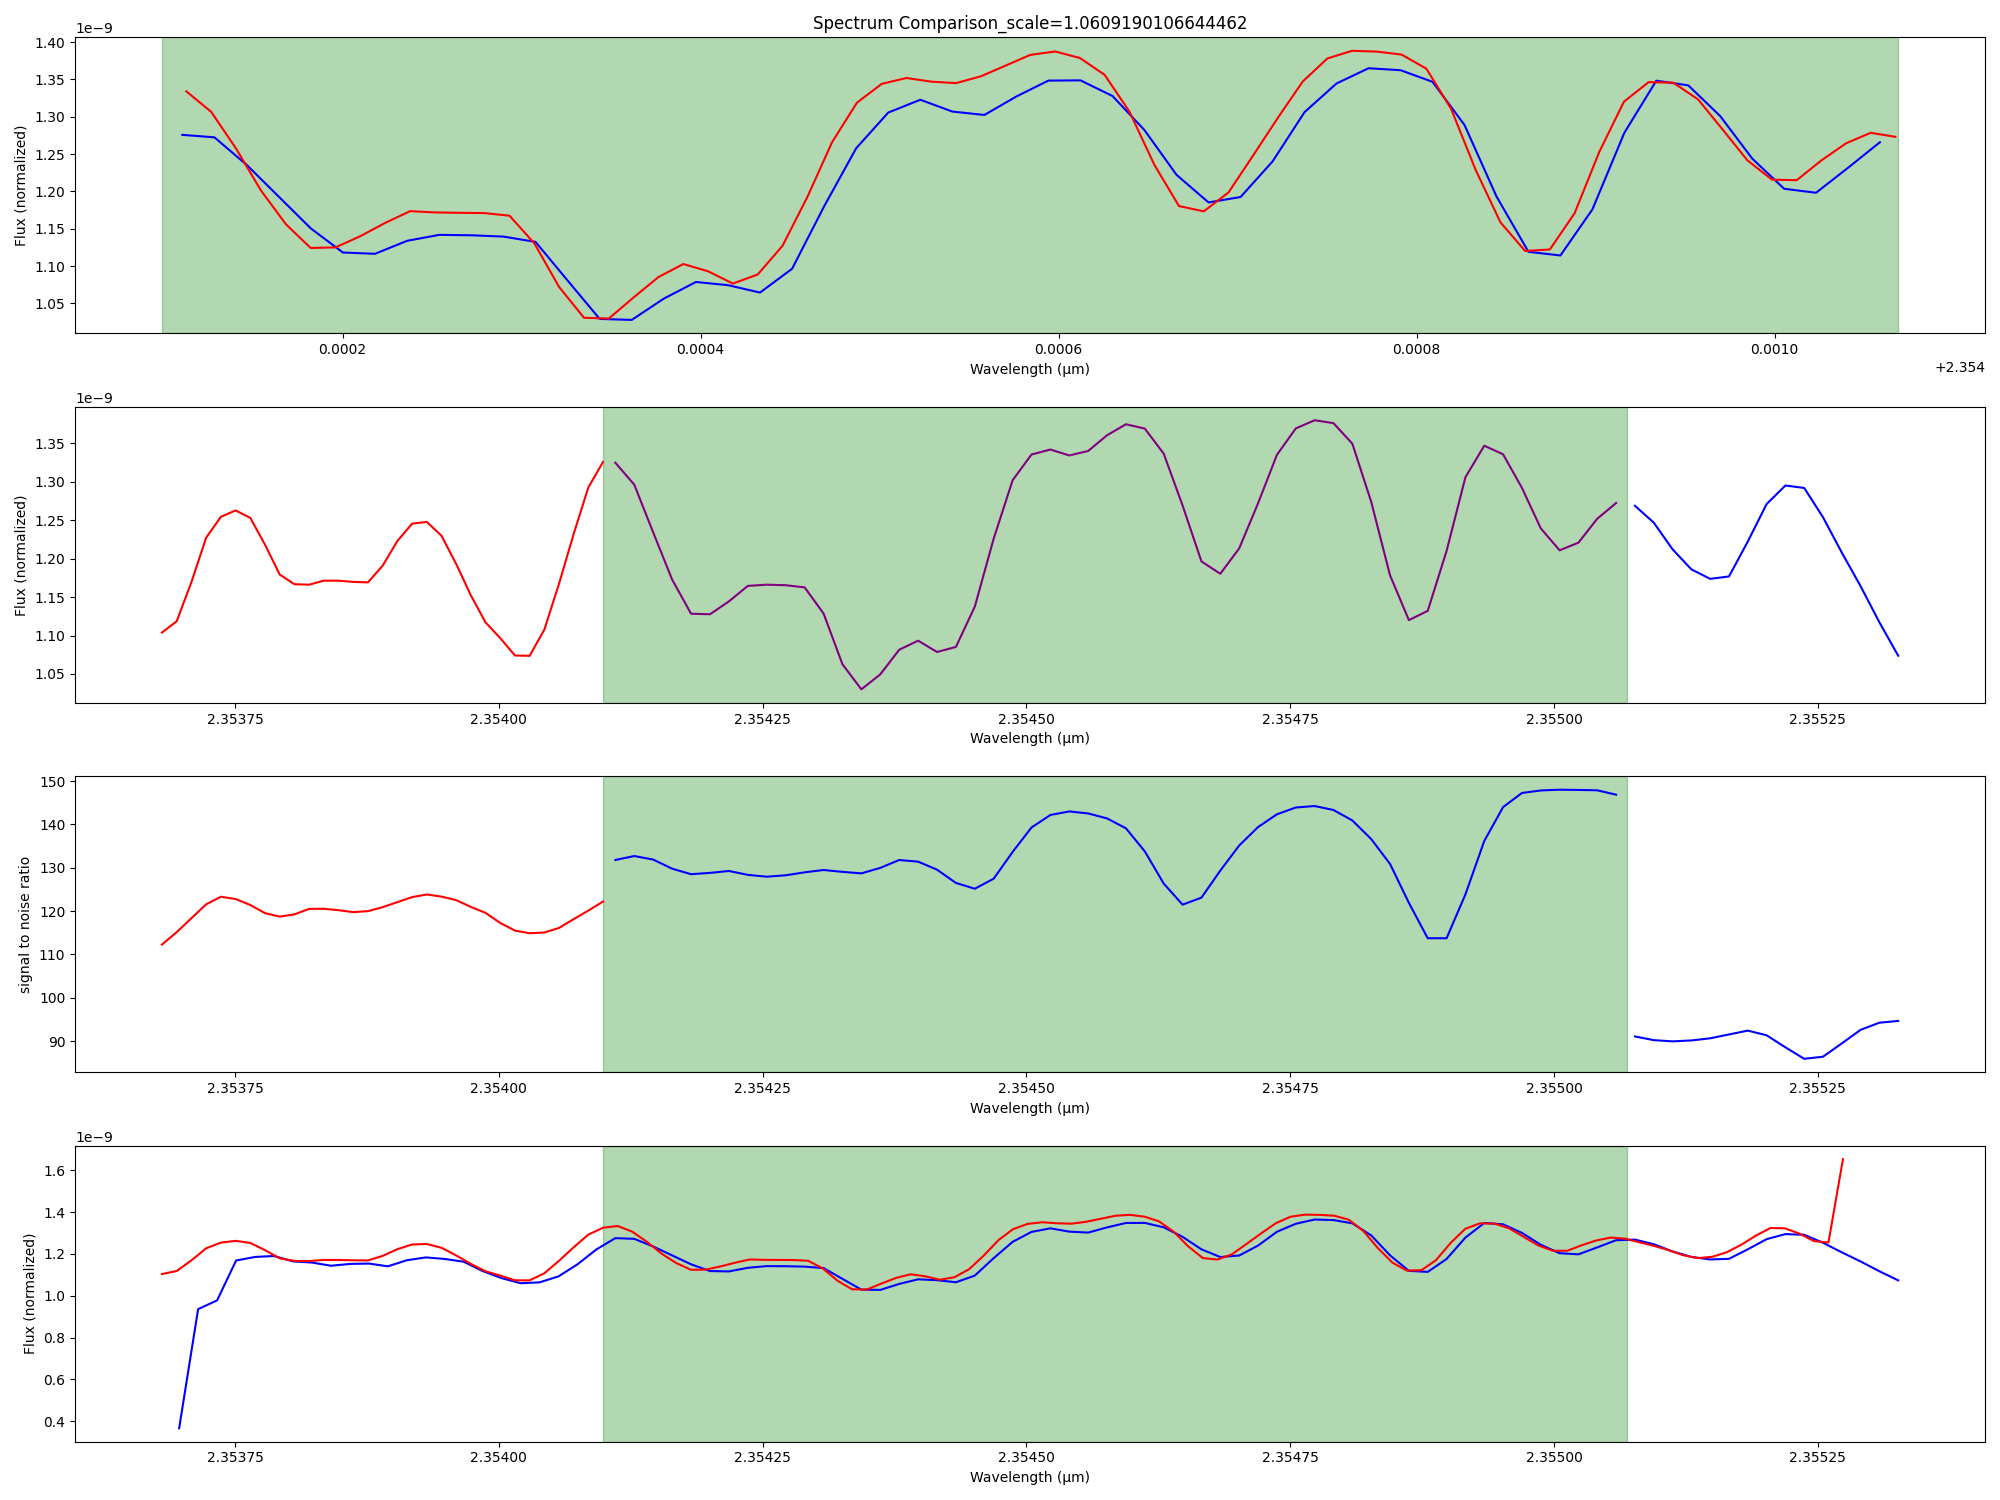 Spectrum Comparison_scale=1.0609190106644462
1e−9
1.40
1.35
1.30
1.25
1.20
1.15
1.10
1.05
Flux (normalized)
0.0002 0.0004 0.0006 0.0008 0.0010
Wavelength (μm)
+2.354
1e−9
1.35
1.30
1.25
1.20
1.15
1.10
1.05
Flux (normalized)
2.35375 2.35400 2.35425 2.35450 2.35475 2.35500 2.35525
Wavelength (μm)
150
140
130
120
110
100
90
signal to noise ratio
2.35375 2.35400 2.35425 2.35450 2.35475 2.35500 2.35525
Wavelength (μm)
1e−9
1.6
1.4
1.2
1.0
0.8
0.6
0.4
Flux (normalized)
2.35375 2.35400 2.35425 2.35450 2.35475 2.35500 2.35525
Wavelength (μm)